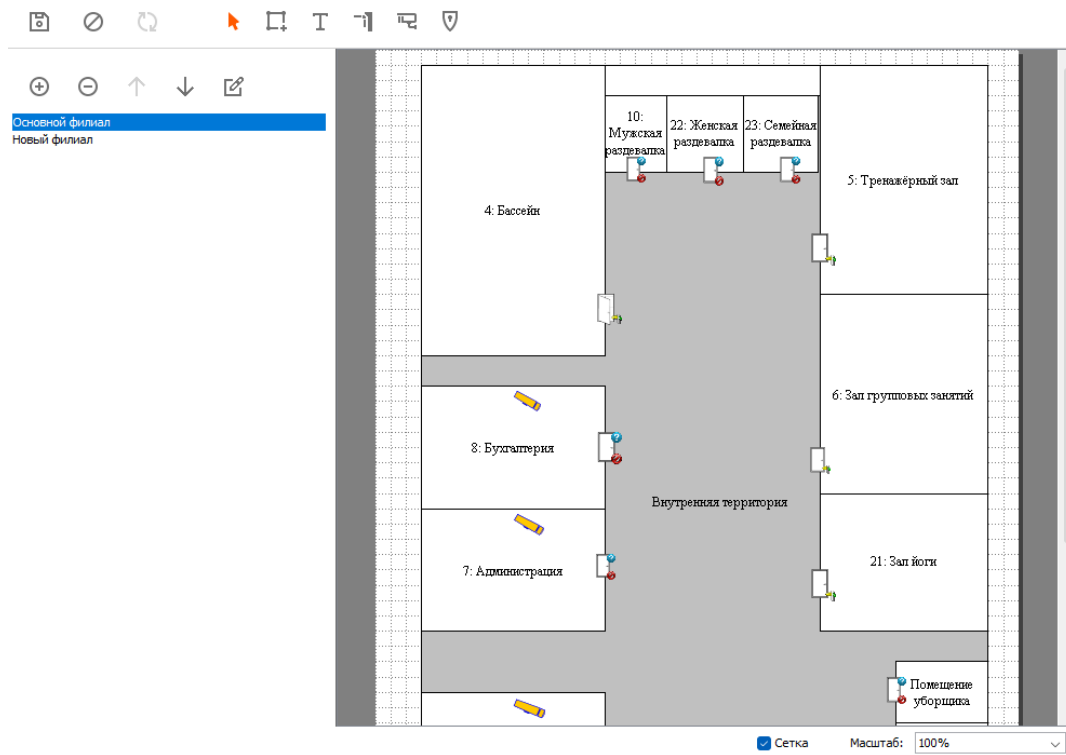 Основной филиал
Новый филиал
10:
Мужская
раздевалка
22: Женская
раздевалка
23: Семейная
раздевалка
5: Тренажёрный зал
4: Бассейн
6: Зал групповых занятий
8: Бухгалтерия
Внутренняя территория
7: Администрация
21: Зал йоги
Помещение
уборщика
Сетка
Масштаб:
100%